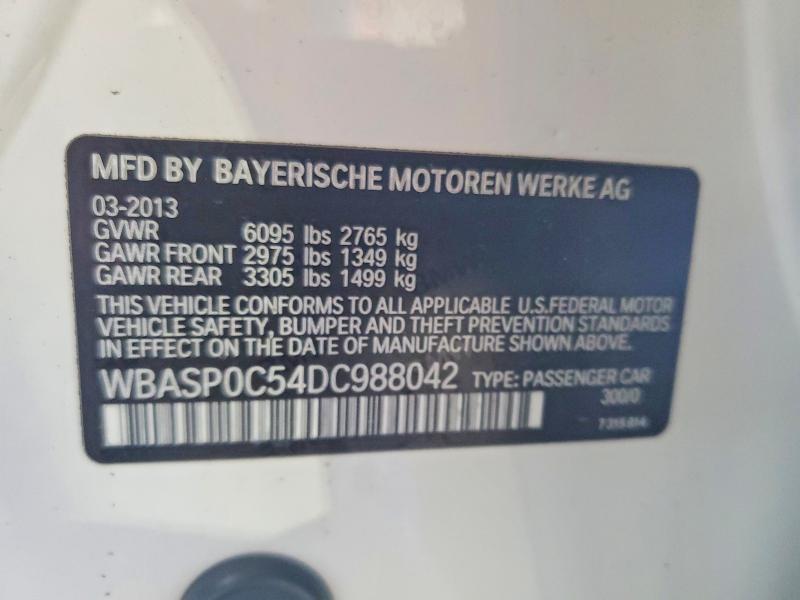 MFD BY BAYERISCHE MOTOREN WERKE AG
03-2013
GVWR 6095 lbs 2765 kg
GAWR FRONT 2975 lbs 1349 kg
GAWR REAR 3305 lbs 1499 kg
THIS VEHICLE CONFORMS TO ALL APPLICABLE U.S.FEDERAL MOTOR
VEHICLE SAFETY, BUMPER AND THEFT PREVENTION STANDARDS
IN EFFECT ON THE DATE OF MANUFACTURE SHOWN ABOVE.
WBASP0C54DC988042 TYPE: PASSENGER CAR
300/0